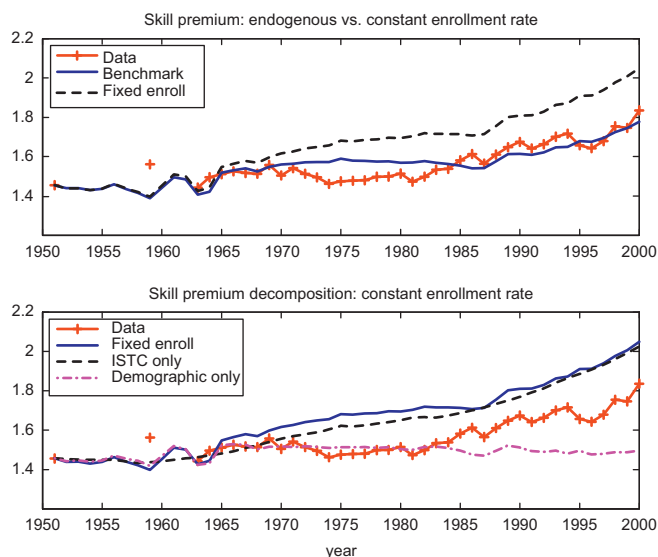 Skill premium: endogenous vs. constant enrollment rate
2.2
Data
Benchmark
Fixed enroll
2
1.8
1.6
1.4
1950 1955 1960 1965 1970 1975 1980 1985 1990 1995 2000
Skill premium decomposition: constant enrollment rate
2.2
Data
Fixed enroll
ISTC only
Demographic only
2
1.8
1.6
1.4
1950 1955 1960 1965 1970 1975 1980 1985 1990 1995 2000
year